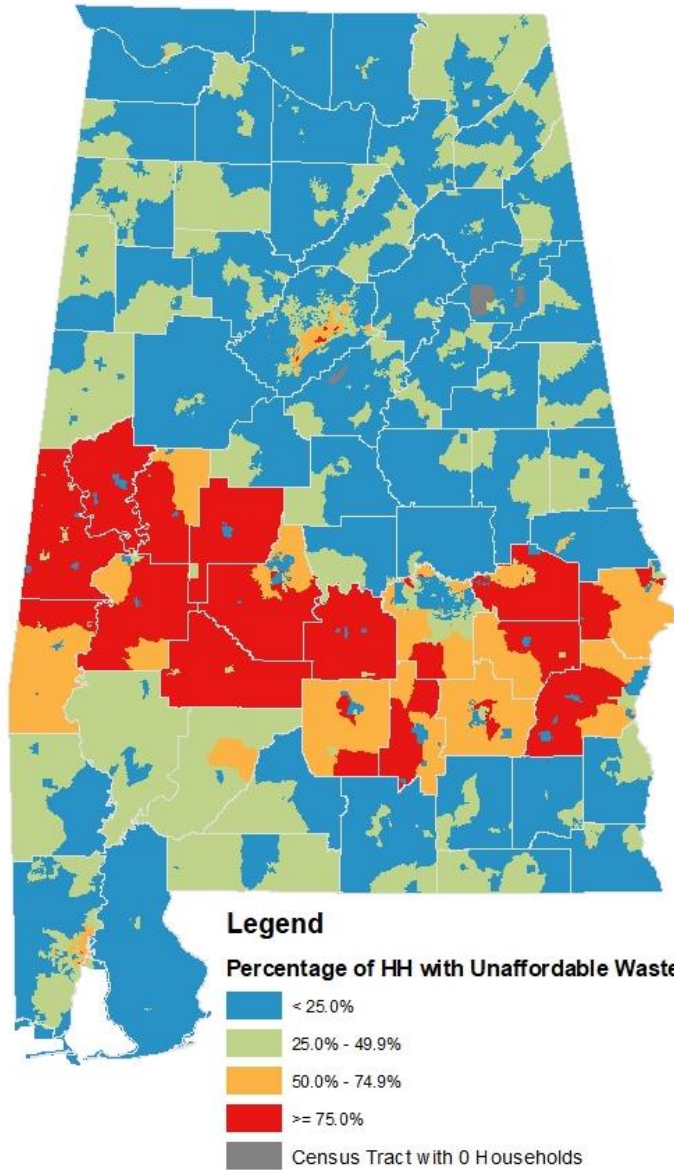 Legend
Percentage of HH with Unaffordable Waste
< 25.0%
25.0% - 49.9%
50.0% - 74.9%
>= 75.0%
Census Tract with 0 Households